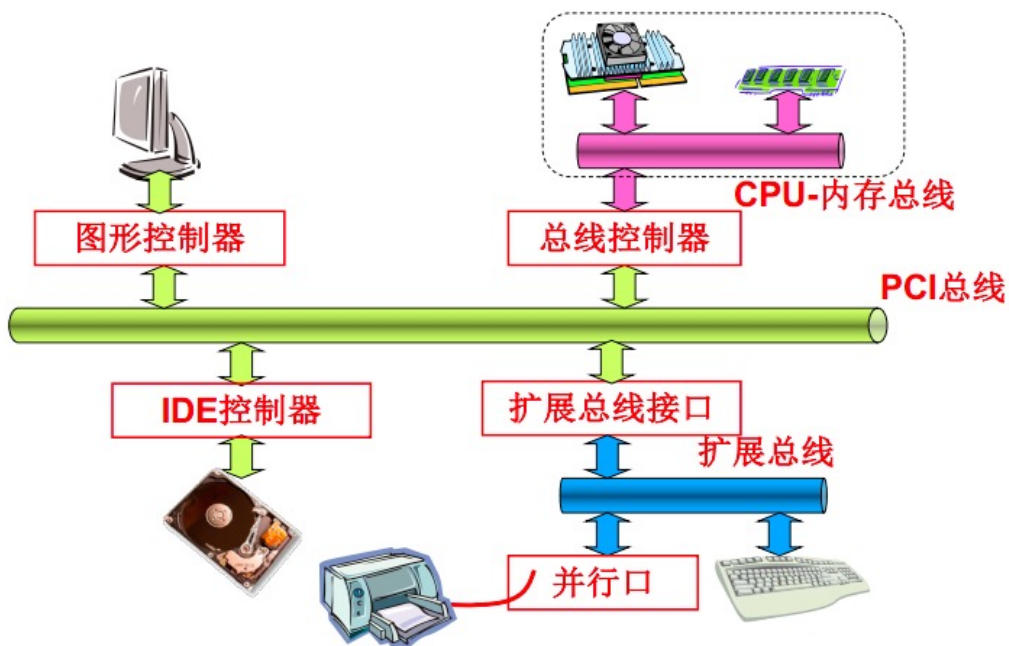 CPU-内存总线
图形控制器
总线控制器
PCI总线
IDE控制器
扩展总线接口
扩展总线
并行口